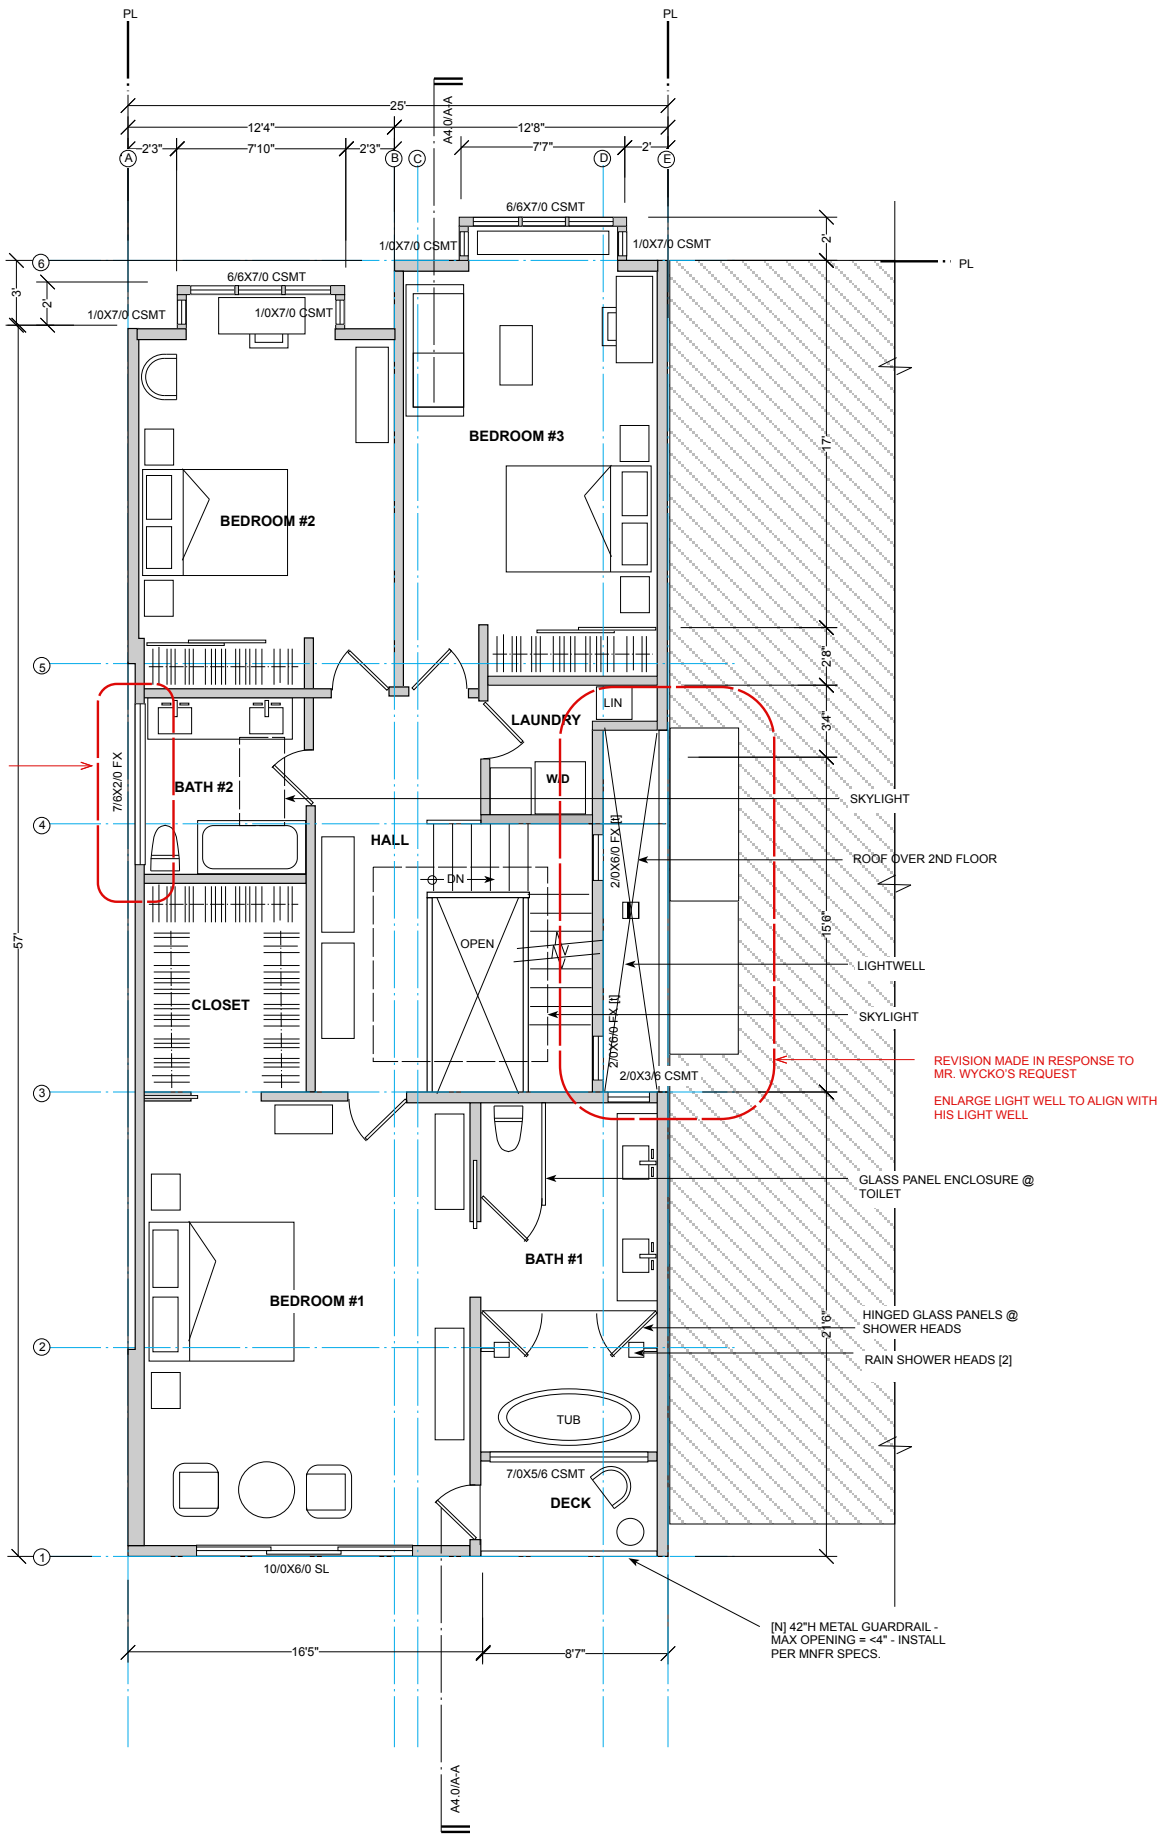 PL
PL
25'
12'4"
12'8"
A4.0/A-A
2'3"
7'10"
2'3"
7'7"
2'
A
B
C
D
E
6/6X7/0 CSMT
1/0X7/0 CSMT
1/0X7/0 CSMT
2'
6
PL
6/6X7/0 CSMT
3'
2'
1/0X7/0 CSMT
1/0X7/0 CSMT
BEDROOM #3
17'
BEDROOM #2
5
2'8"
LIN
LAUNDRY
3'4"
7/6X2/0 FX
BATH #2
W/D
SKYLIGHT
4
HALL
2/0X6/0 FX [t]
ROOF OVER 2ND FLOOR
DN
57'
OPEN
15'6"
LIGHTWELL
CLOSET
2/0X6/0 FX [t]
SKYLIGHT
REVISION MADE IN RESPONSE TO
MR. WYCKO'S REQUEST
2/0X3/6 CSMT
3
ENLARGE LIGHT WELL TO ALIGN WITH
HIS LIGHT WELL
GLASS PANEL ENCLOSURE @
TOILET
BATH #1
BEDROOM #1
HINGED GLASS PANELS @
SHOWER HEADS
21'6"
2
RAIN SHOWER HEADS [2]
TUB
7/0X5/6 CSMT
DECK
1
10/0X6/0 SL
[N] 42"H METAL GUARDRAIL -
MAX OPENING = <4" - INSTALL
PER MNFR SPECS.
16'5"
8'7"
A4.0/A-A